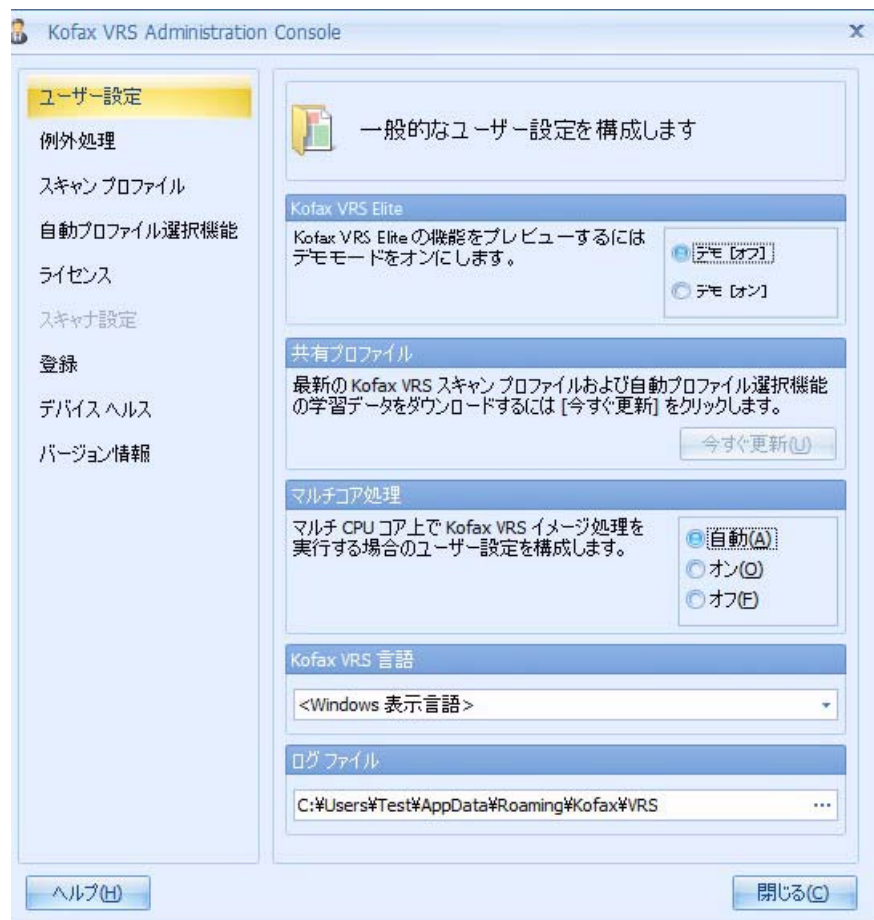 Kofax VRS Administration Console
ユーザー設定
例外処理
スキャン プロファイル
自動プロファイル選択機能
ライセンス
スキャナ設定
登録
デバイス ヘルス
バージョン情報
一般的なユーザー設定を構成します
Kofax VRS Elite
Kofax VRS Elite の機能をプレビューするには
デモ モードをオンにします。
デモ [オフ]
デモ [オン]
共有プロファイル
最新の Kofax VRS スキャン プロファイルおよび自動プロファイル選択機能
の学習データをダウンロードするには [今すぐ更新] をクリックします。
今すぐ更新(U)
マルチコア処理
マルチ CPU コア上で Kofax VRS イメージ処理を
実行する場合のユーザー設定を構成します。
自動(A)
オン(O)
オフ(F)
Kofax VRS 言語
<Windows 表示言語>
ログ ファイル
C:¥Users¥Test¥AppData¥Roaming¥Kofax¥VRS
...
ヘルプ(H)
閉じる(C)